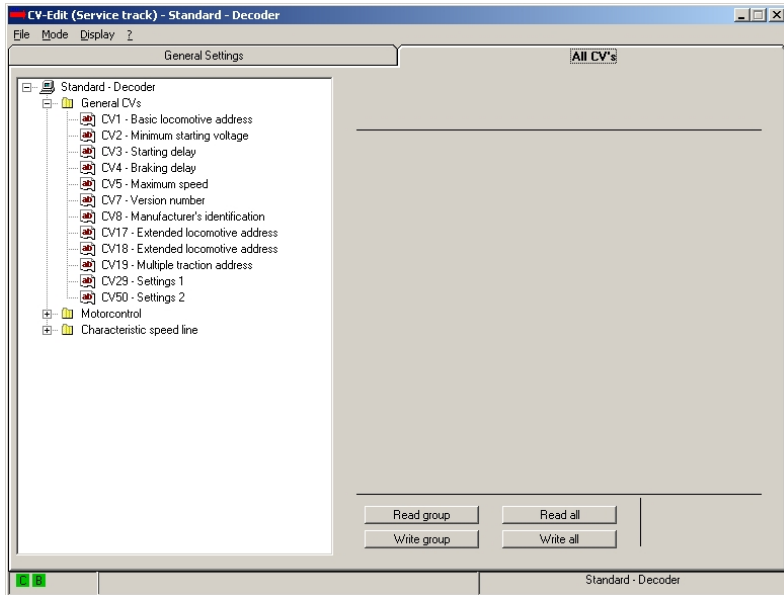 CV-Edit (Service track) - Standard - Decoder
File Mode Display ?
General Settings
All CV's
Standard - Decoder
General CVs
CV1 - Basic locomotive address
CV2 - Minimum starting voltage
CV3 - Starting delay
CV4 - Braking delay
CV5 - Maximum speed
CV7 - Version number
CV8 - Manufacturer's identification
CV17 - Extended locomotive address
CV18 - Extended locomotive address
CV19 - Multiple traction address
CV29 - Settings 1
CV50 - Settings 2
Motorcontrol
Characteristic speed line
Read group
Read all
Write group
Write all
C B
Standard - Decoder